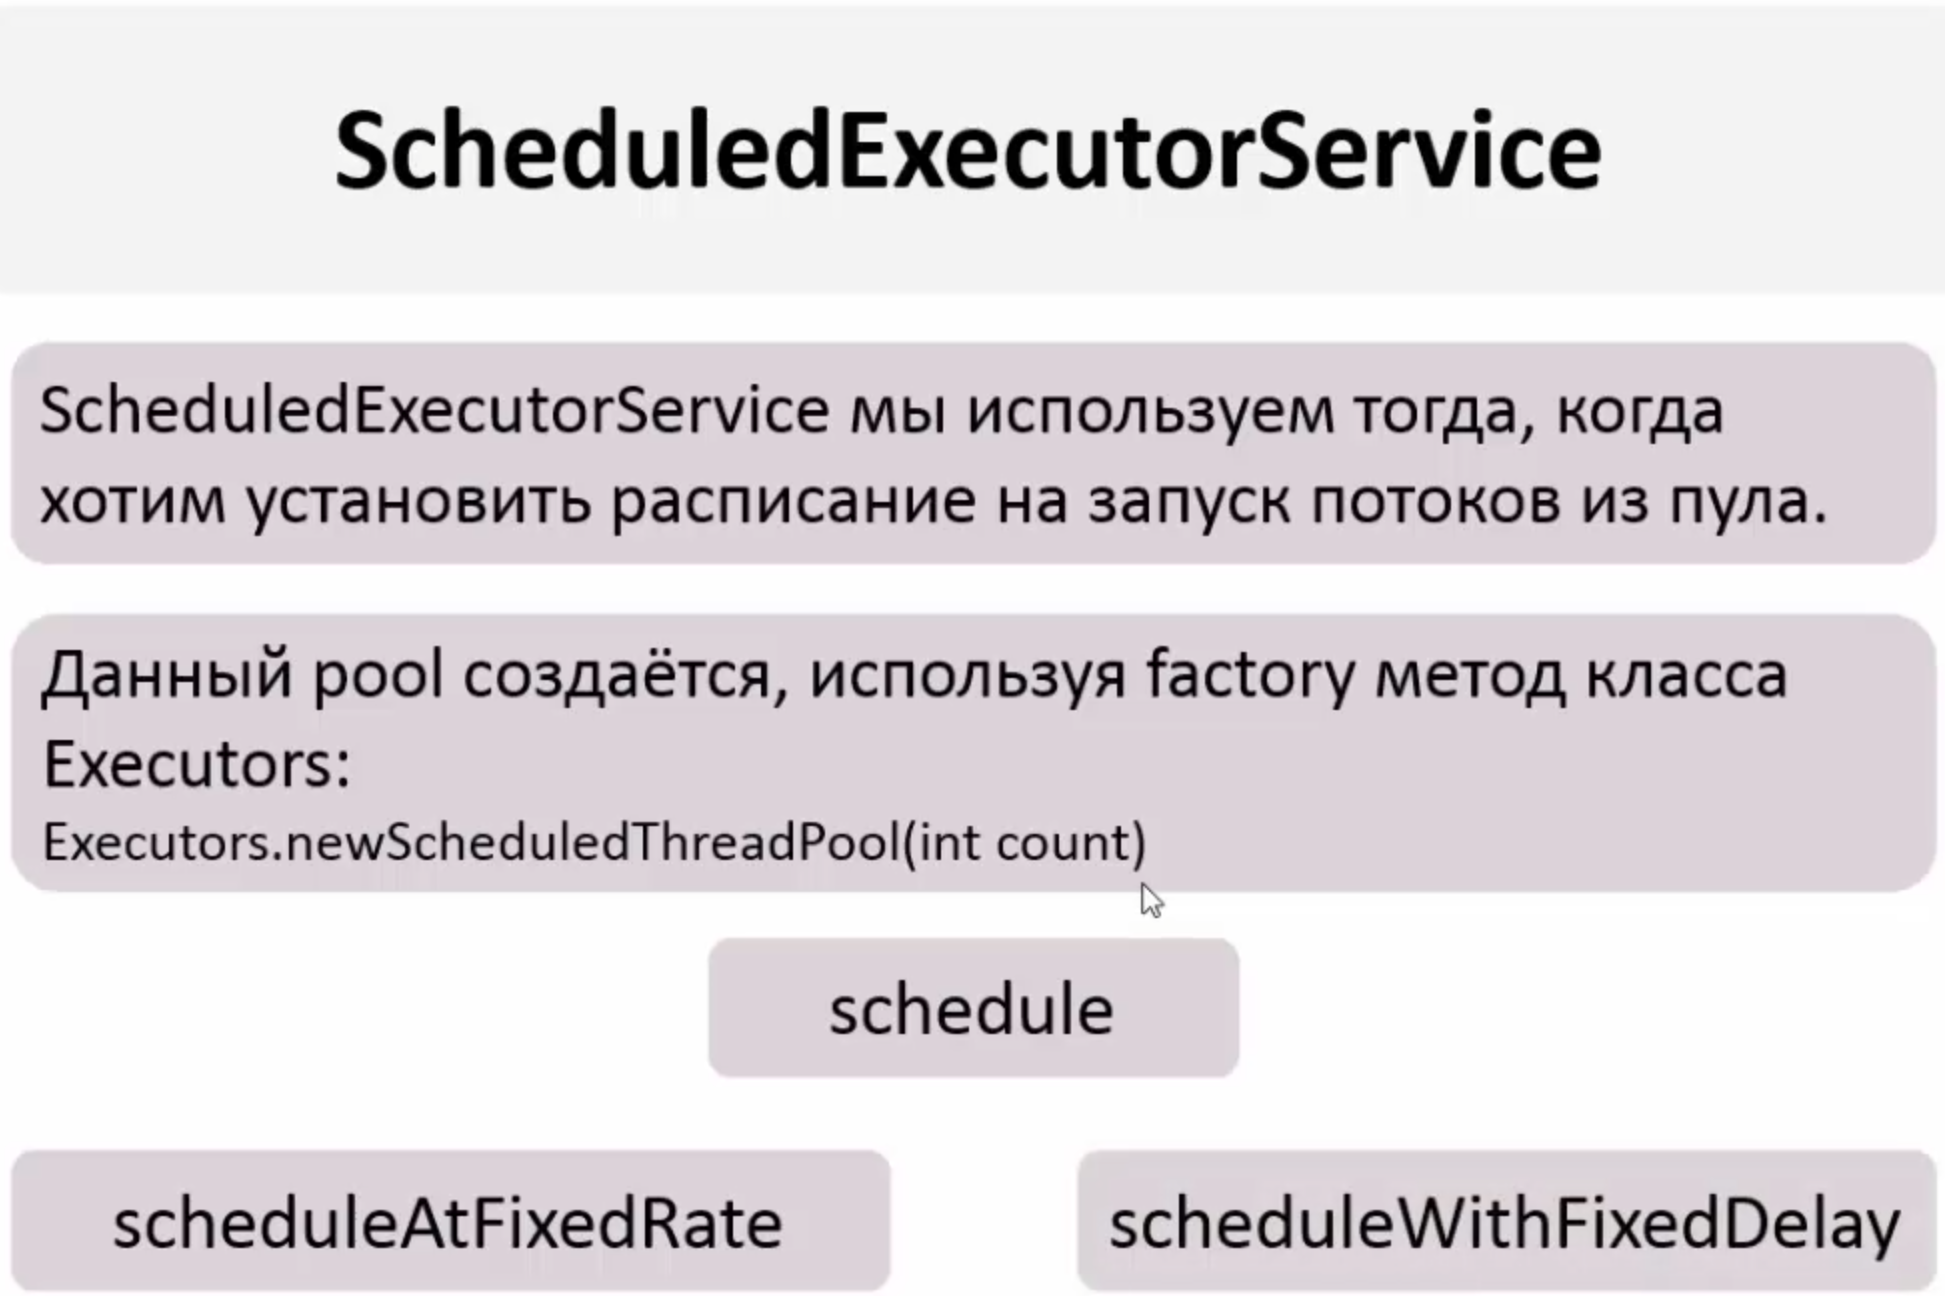 ScheduledExecutorService
ScheduledExecutorService мы используем тогда, когда
хотим установить расписание на запуск потоков из пула.
Данный pool создаётся, используя factory метод класса
Executors:
Executors.newScheduledThreadPool(int count)
schedule
scheduleAtFixedRate
scheduleWithFixedDelay